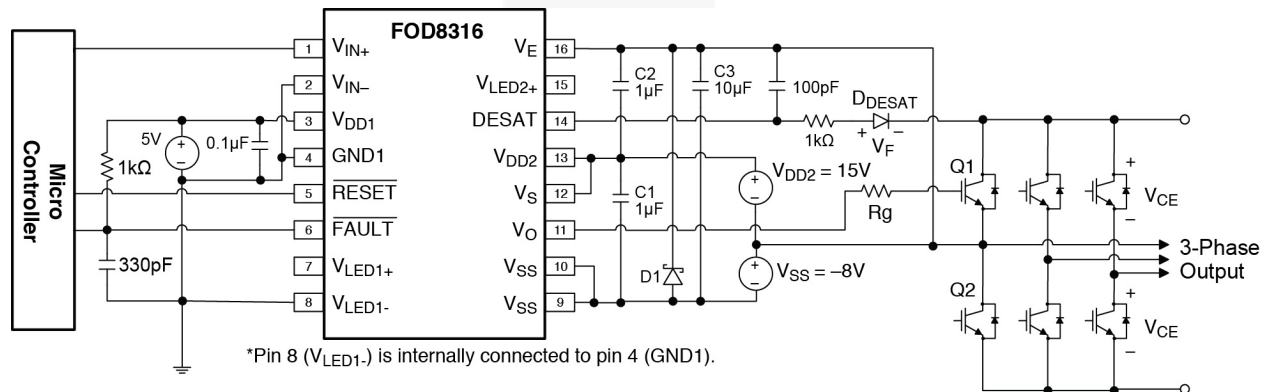 FOD8316
Micro Controller
1 VIN+
2 VIN–
3 VDD1
4 GND1
5 RESET
6 FAULT
7 VLED1+
8 VLED1-
VE 16
VLED2+ 15
DESAT 14
VDD2 13
VS 12
VO 11
VSS 10
VSS 9
5V
+
–
0.1µF
1kΩ
330pF
C2
1µF
C3
10µF
100pF
DDESAT
1kΩ
+ VF –
C1
1µF
D1
+
–
VDD2 = 15V
+
–
VSS = –8V
Rg
Q1
+
VCE
–
3-Phase
Output
Q2
+
VCE
–
*Pin 8 (VLED1-) is internally connected to pin 4 (GND1).